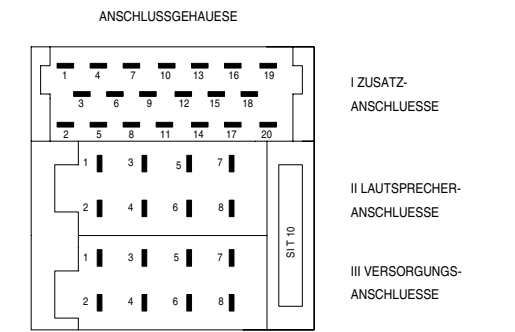 ANSCHLUSSGEHAUESE
1 4 7 10 13 16 19
3 6 9 12 15 18
2 5 8 11 14 17 20
I ZUSATZ-
ANSCHLUESSE
1 3 5 7
2 4 6 8
II LAUTSPRECHER-
ANSCHLUESSE
1 3 5 7
2 4 6 8
SIT 10
III VERSORGUNGS-
ANSCHLUESSE